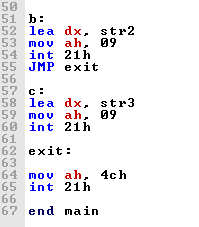 50
51 b:
52 lea dx, str2
53 mov ah, 09
54 int 21h
55 JMP exit
56
57 c:
58 lea dx, str3
59 mov ah, 09
60 int 21h
61
62 exit:
63
64 mov ah, 4ch
65 int 21h
66
67 end main